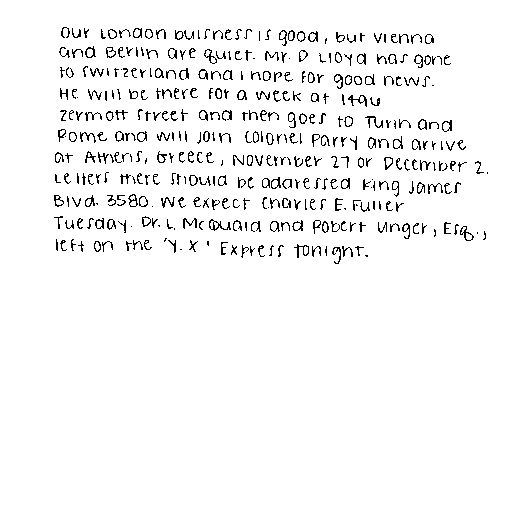 our London buisness is good, but vienna
and Berlin are quiet. Mr. D Lloyd has gone
to switzerland and i hope for good news.
He will be there for a week at 1496
zermott street and then goes to Turin and
Rome and will join colonel parry and arrive
at Athens, Greece, November 27 or December 2.
Letters there should be addressed King James
Blvd. 3580. We expect Charles E. Fuller
Tuesday. Dr. L. McQuaid and Robert Unger, Esq.,
left on the 'Y.X' Express tonight.